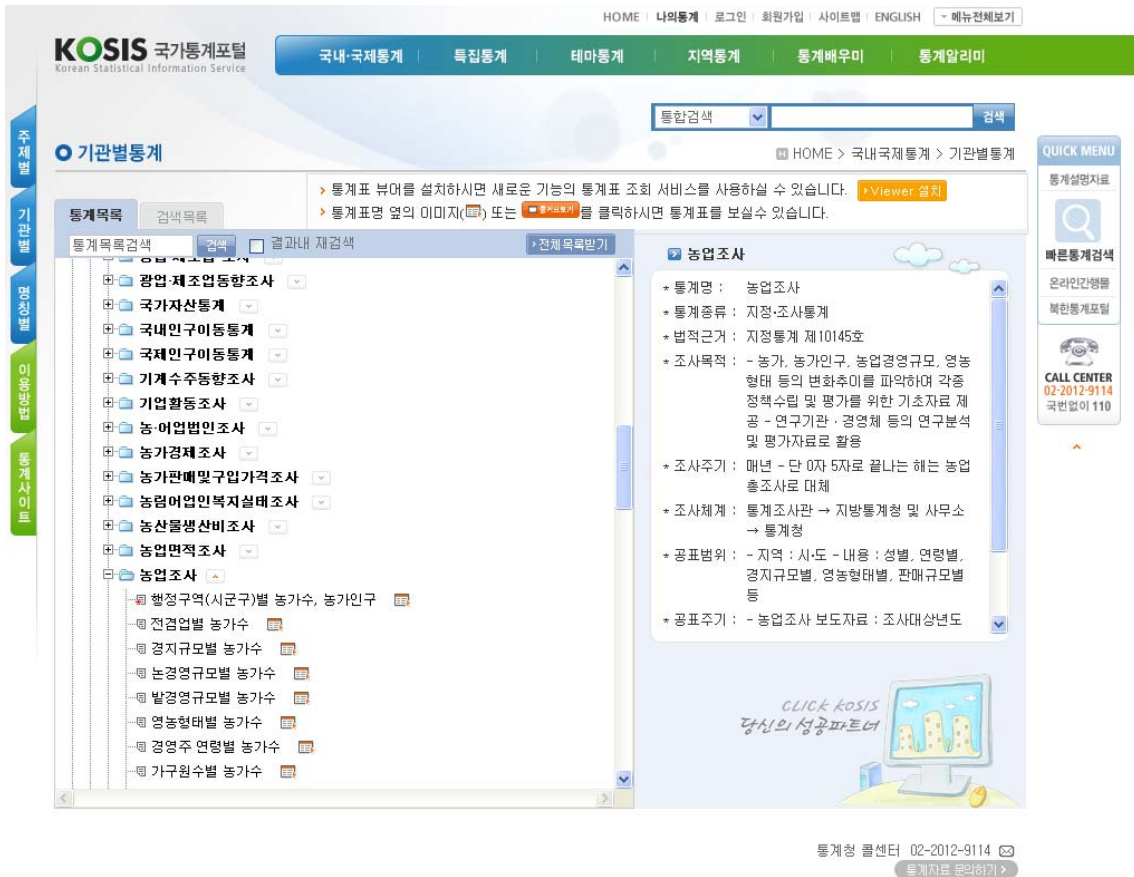 HOME 나의통계 로그인 회원가입 사이트맵 ENGLISH 메뉴전체보기
KOSIS 국가통계포털
Korean Statistical Information Service
국내·국제통계 특집통계 테마통계 지역통계 통계배우미 통계알리미
통합검색 검색
주제별
기관별
명칭별
이용방법
통계사이트
기관별통계
HOME > 국내국제통계 > 기관별통계
통계표 뷰어를 설치하시면 새로운 기능의 통계표 조회 서비스를 사용하실 수 있습니다. Viewer 설치
통계표명 옆의 이미지( ) 또는 를 클릭하시면 통계표를 보실수 있습니다.
통계목록 검색목록
통계목록검색 검색 결과내 재검색 전체목록받기
광업·제조업동향조사
국가자산통계
국내인구이동통계
국제인구이동통계
기계수주동향조사
기업활동조사
농·어업법인조사
농가경제조사
농가판매및구입가격조사
농림어업인복지실태조사
농산물생산비조사
농업면적조사
농업조사
행정구역(시군구)별 농가수, 농가인구
전겸업별 농가수
경지규모별 농가수
논경영규모별 농가수
밭경영규모별 농가수
영농형태별 농가수
경영주 연령별 농가수
가구원수별 농가수
농업조사
* 통계명 : 농업조사
* 통계종류 : 지정·조사통계
* 법적근거 : 지정통계 제10145호
* 조사목적 : - 농가, 농가인구, 농업경영규모, 영농
형태 등의 변화추이를 파악하여 각종
정책수립 및 평가를 위한 기초자료 제
공 - 연구기관 · 경영체 등의 연구분석
및 평가자료로 활용
* 조사주기 : 매년 - 단 0자 5자로 끝나는 해는 농업
총조사로 대체
* 조사체계 : 통계조사관 → 지방통계청 및 사무소
→ 통계청
* 공표범위 : - 지역 : 시·도 - 내용 : 성별, 연령별,
경지규모별, 영농형태별, 판매규모별
등
* 공표주기 : - 농업조사 보도자료 : 조사대상년도
CLICK KOSIS
당신의 성공파트너
QUICK MENU
통계설명자료
빠른통계검색
온라인간행물
북한통계포털
CALL CENTER
02-2012-9114
국번없이 110
통계청 콜센터 02-2012-9114
통계자료 문의하기 >